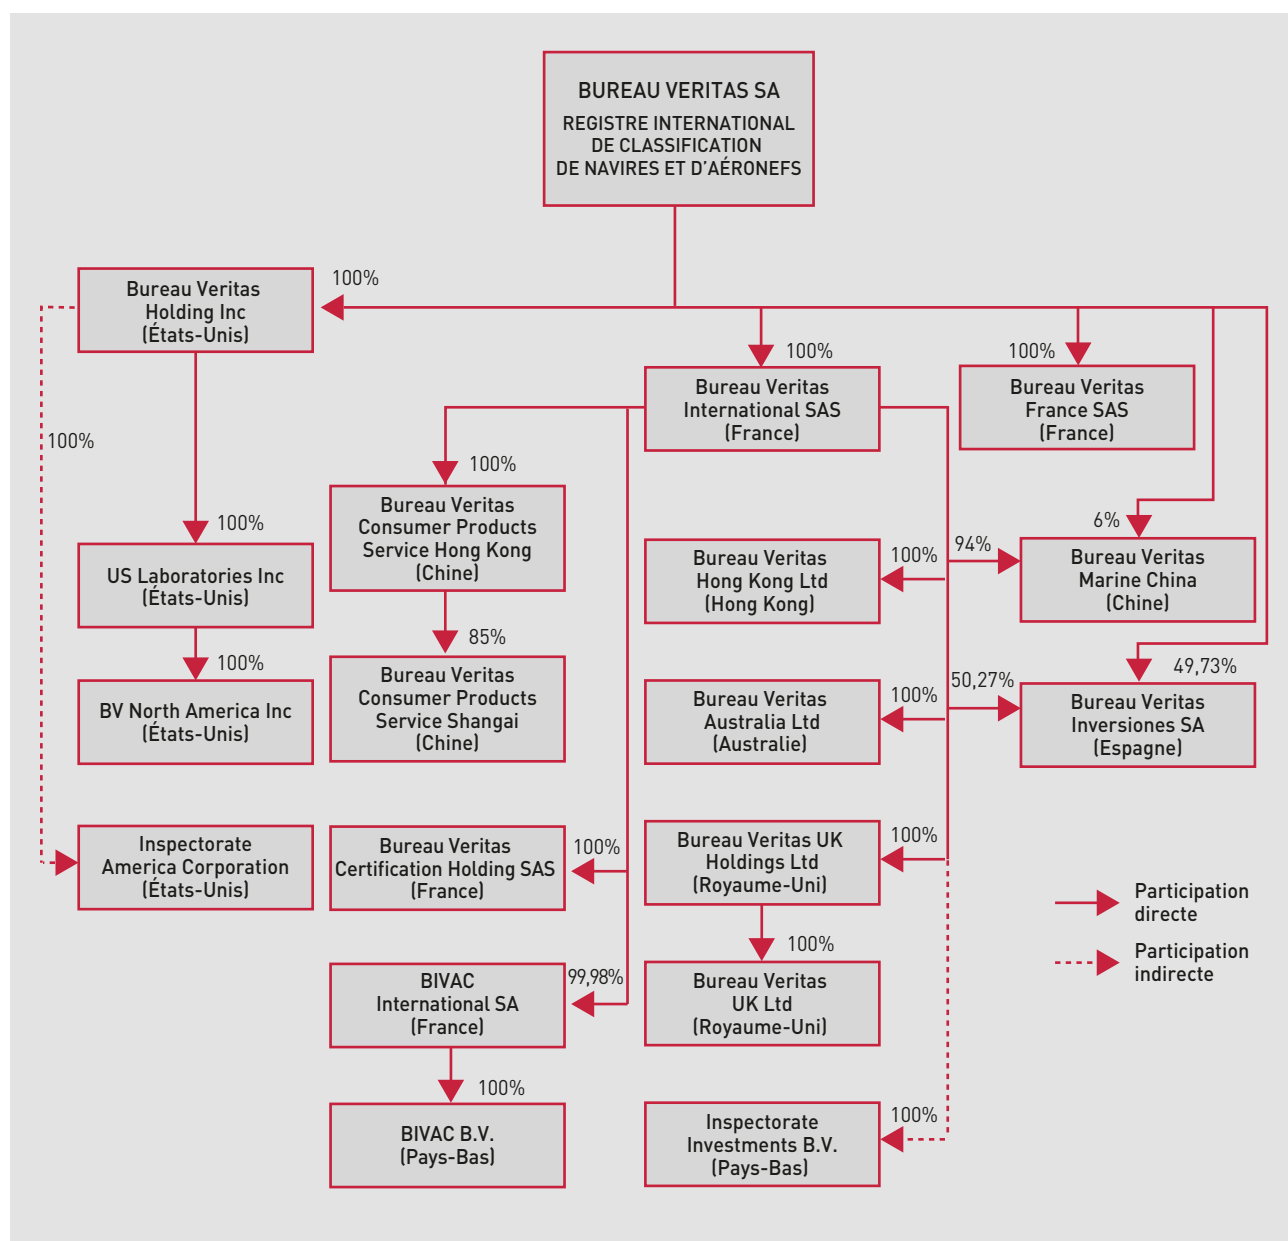 BUREAU VERITAS SA
REGISTRE INTERNATIONAL
DE CLASSIFICATION
DE NAVIRES ET D'AÉRONEFS
100%
Bureau Veritas
Holding Inc
(États-Unis)
100%
Bureau Veritas
International SAS
(France)
100%
Bureau Veritas
France SAS
(France)
100%
100%
Bureau Veritas
Consumer Products
Service Hong Kong
(Chine)
100%
US Laboratories Inc
(États-Unis)
100%
Bureau Veritas
Hong Kong Ltd
(Hong Kong)
94%
6%
Bureau Veritas
Marine China
(Chine)
85%
Bureau Veritas
Consumer Products
Service Shangai
(Chine)
100%
BV North America Inc
(États-Unis)
100%
Bureau Veritas
Australia Ltd
(Australie)
50,27%
49,73%
Bureau Veritas
Inversiones SA
(Espagne)
Inspectorate
America Corporation
(États-Unis)
100%
Bureau Veritas
Certification Holding SAS
(France)
100%
Bureau Veritas UK
Holdings Ltd
(Royaume-Uni)
Participation
directe
Participation
indirecte
99,98%
BIVAC
International SA
(France)
100%
Bureau Veritas
UK Ltd
(Royaume-Uni)
100%
BIVAC B.V.
(Pays-Bas)
100%
Inspectorate
Investments B.V.
(Pays-Bas)